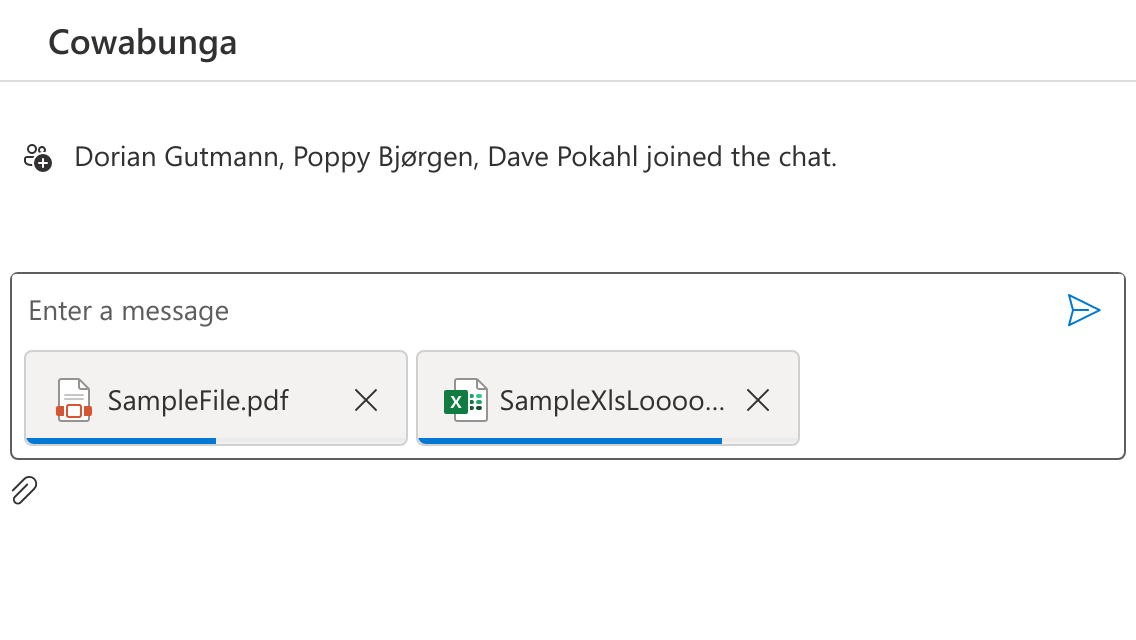 Cowabunga
Dorian Gutmann, Poppy Bjørgen, Dave Pokahl joined the chat.
Enter a message
SampleFile.pdf
X
SampleXlsLoooo...